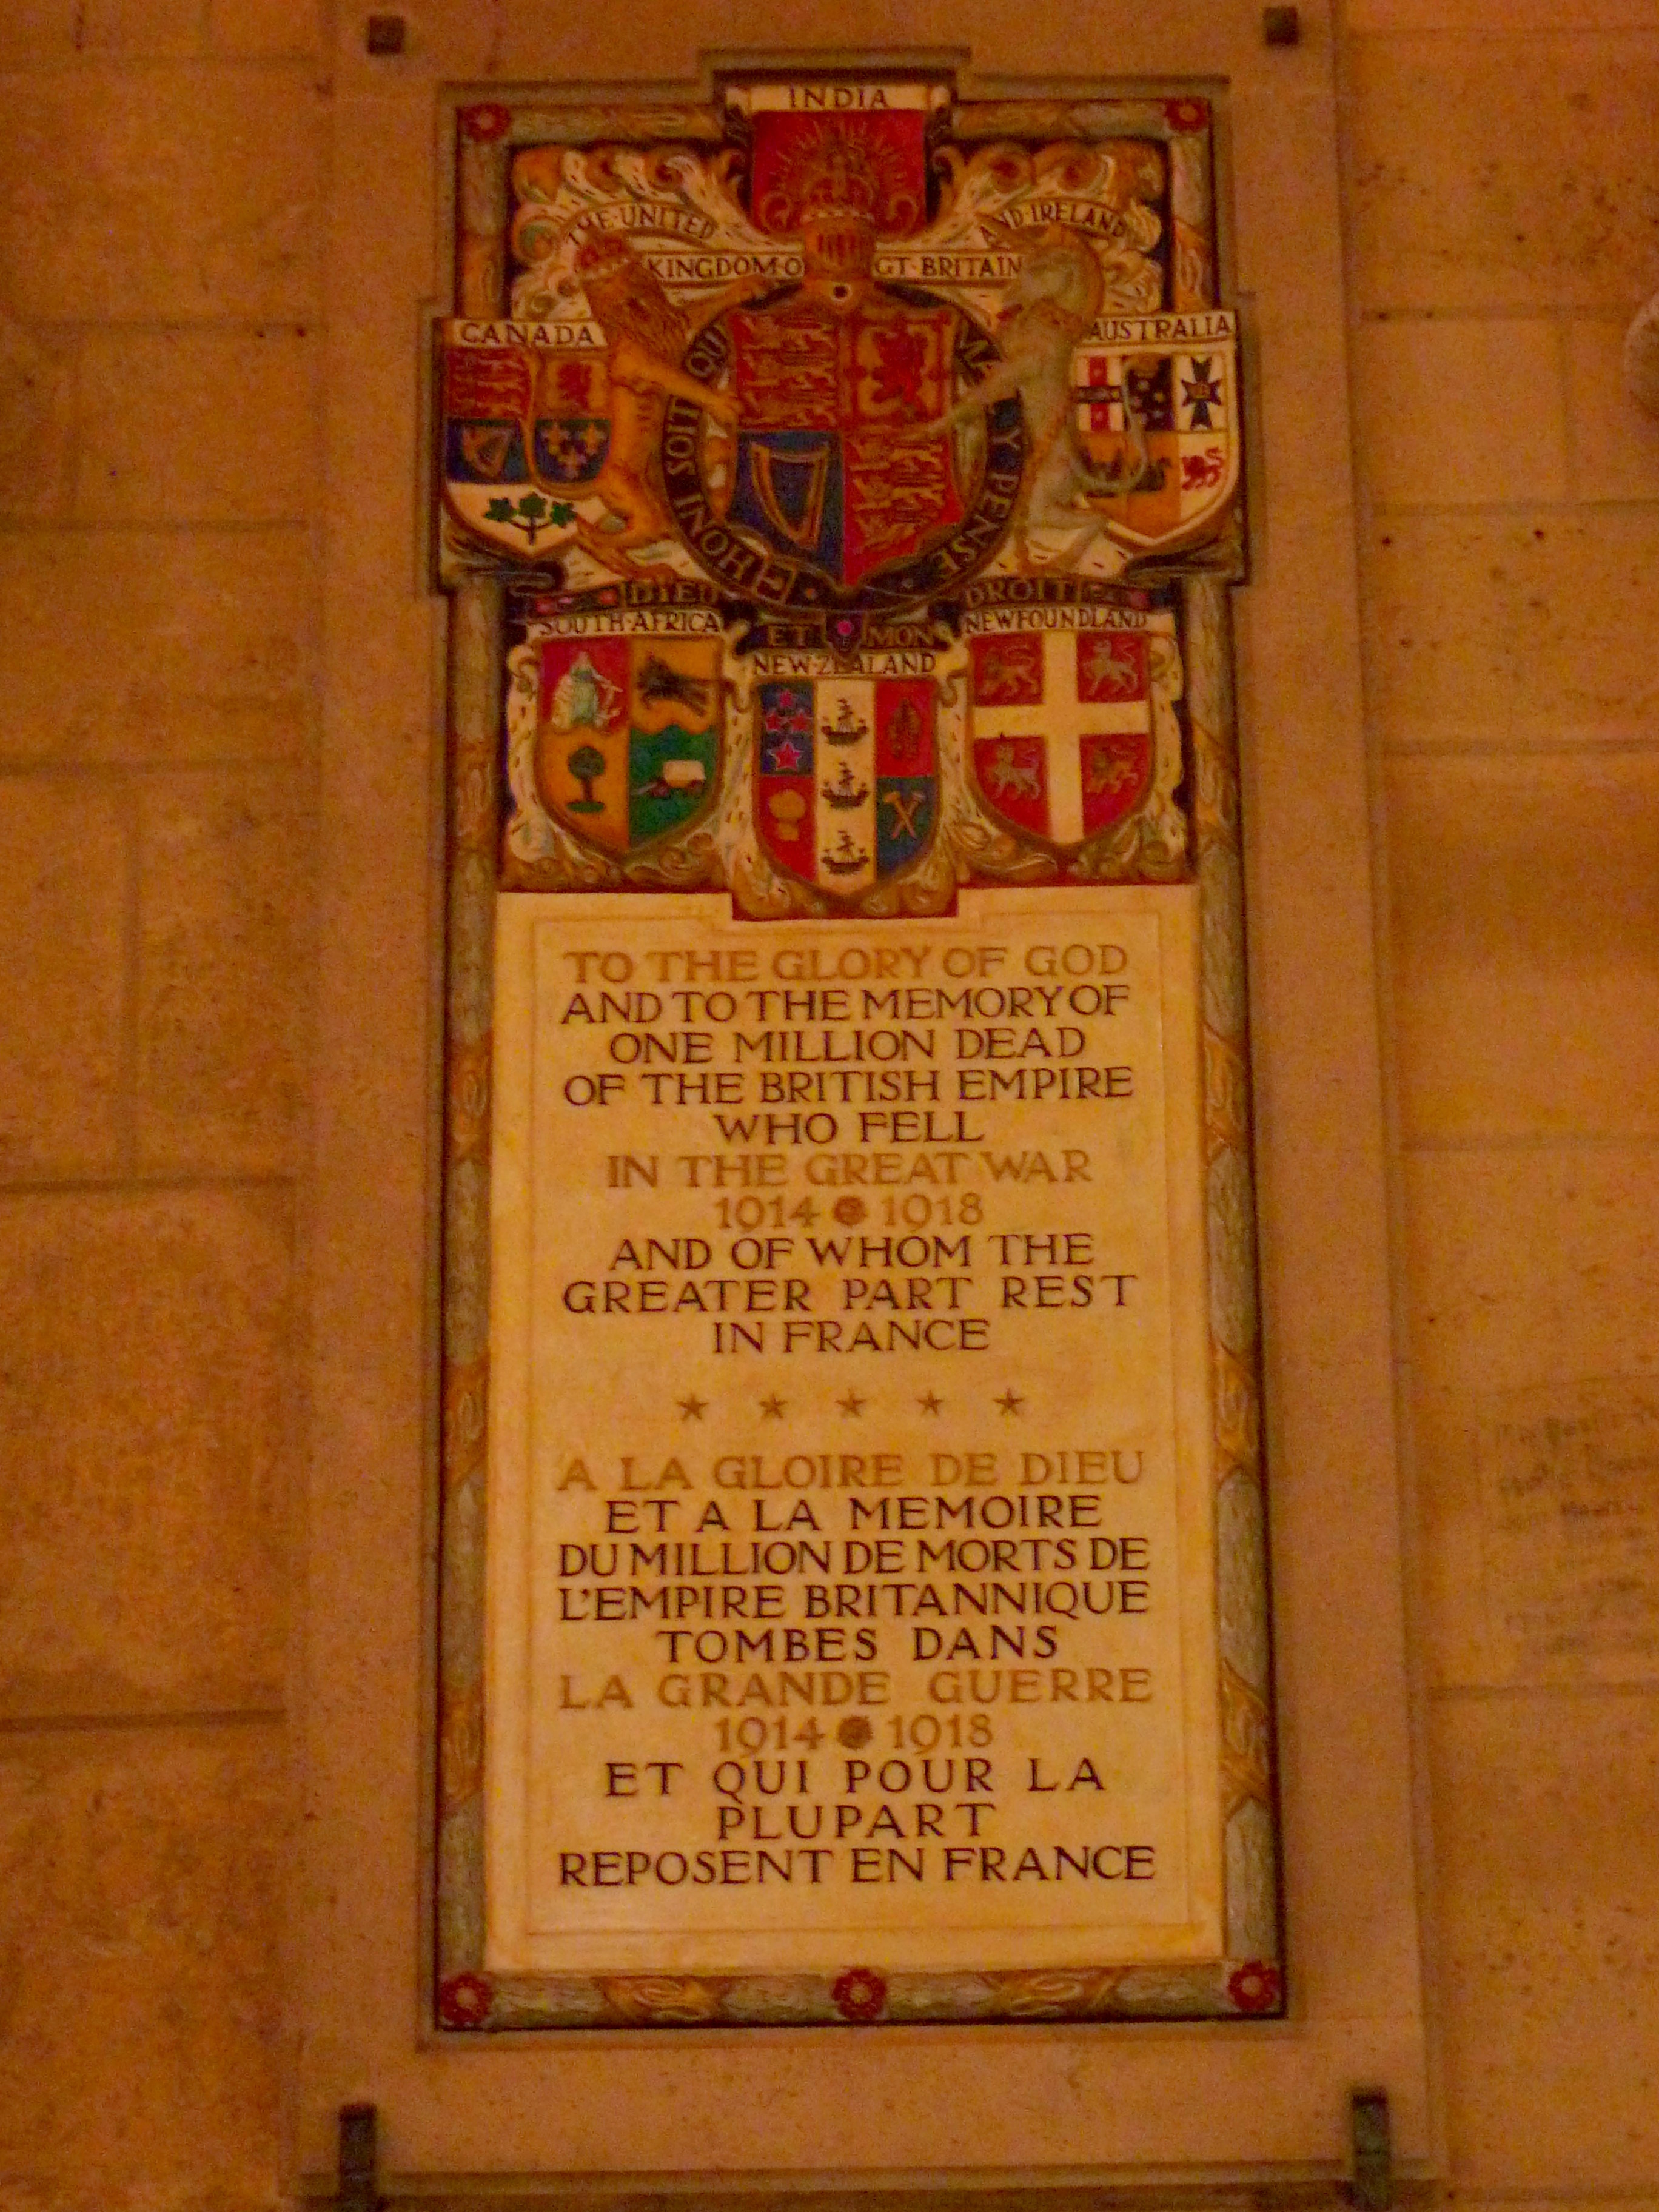 INDIA
THE·UNITED
AND·IRELAND
KINGDOM·O
GT·BRITAIN
CANADA
AUSTRALIA
HONI SOIT QU
M
Y PENSE
DIEU
DROIT
SOUTH·AFRICA
ET MON
NEWFOUNDLAND
NEW·ZEALAND
TO THE GLORY OF GOD
AND TO THE MEMORY OF
ONE MILLION DEAD
OF THE BRITISH EMPIRE
WHO FELL
IN THE GREAT WAR
1914 1918
AND OF WHOM THE
GREATER PART REST
IN FRANCE
★ ★ ★ ★ ★
A LA GLOIRE DE DIEU
ET A LA MEMOIRE
DU MILLION DE MORTS DE
L'EMPIRE BRITANNIQUE
TOMBES DANS
LA GRANDE GUERRE
1914 1918
ET QUI POUR LA
PLUPART
REPOSENT EN FRANCE